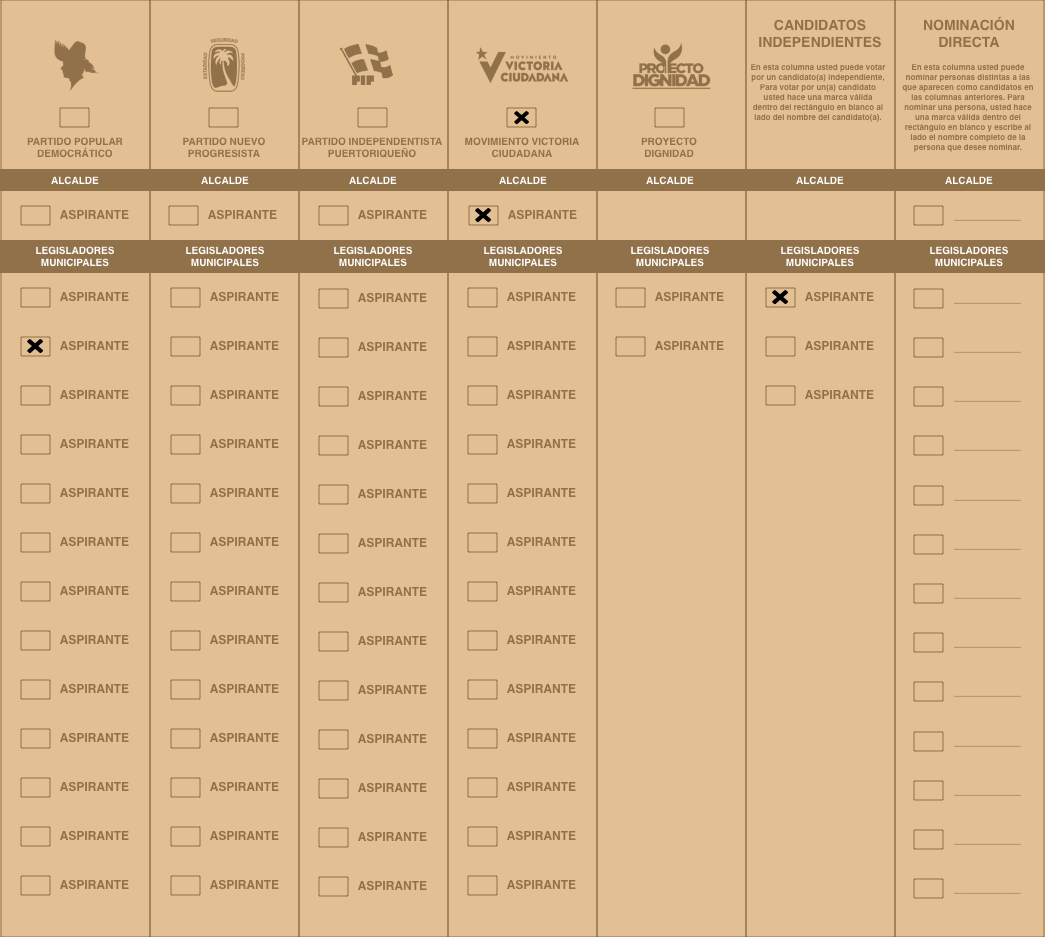 SEGURIDAD
ESTADIDAD
PROGRESO
PIP
MOVIMIENTO
VICTORIA
CIUDADANA
PROYECTO
DIGNIDAD
PARTIDO POPULAR
DEMOCRÁTICO
PARTIDO NUEVO
PROGRESISTA
PARTIDO INDEPENDENTISTA
PUERTORIQUEÑO
MOVIMIENTO VICTORIA
CIUDADANA
PROYECTO
DIGNIDAD
CANDIDATOS
INDEPENDIENTES
En esta columna usted puede votar
por un candidato(a) independiente,
Para votar por un(a) candidato
usted hace una marca válida
dentro del rectángulo en blanco al
lado del nombre del candidato(a).
NOMINACIÓN
DIRECTA
En esta columna usted puede
nominar personas distintas a las
que aparecen como candidatos en
las columnas anteriores. Para
nominar una persona, usted hace
una marca válida dentro del
rectángulo en blanco y escribe al
lado el nombre completo de la
persona que desee nominar.
ALCALDE ALCALDE ALCALDE ALCALDE ALCALDE ALCALDE ALCALDE
ASPIRANTE ASPIRANTE ASPIRANTE ASPIRANTE
LEGISLADORES LEGISLADORES LEGISLADORES LEGISLADORES LEGISLADORES LEGISLADORES LEGISLADORES
MUNICIPALES MUNICIPALES MUNICIPALES MUNICIPALES MUNICIPALES MUNICIPALES MUNICIPALES
ASPIRANTE ASPIRANTE ASPIRANTE ASPIRANTE ASPIRANTE ASPIRANTE
ASPIRANTE ASPIRANTE ASPIRANTE ASPIRANTE ASPIRANTE ASPIRANTE
ASPIRANTE ASPIRANTE ASPIRANTE ASPIRANTE ASPIRANTE
ASPIRANTE ASPIRANTE ASPIRANTE ASPIRANTE
ASPIRANTE ASPIRANTE ASPIRANTE ASPIRANTE
ASPIRANTE ASPIRANTE ASPIRANTE ASPIRANTE
ASPIRANTE ASPIRANTE ASPIRANTE ASPIRANTE
ASPIRANTE ASPIRANTE ASPIRANTE ASPIRANTE
ASPIRANTE ASPIRANTE ASPIRANTE ASPIRANTE
ASPIRANTE ASPIRANTE ASPIRANTE ASPIRANTE
ASPIRANTE ASPIRANTE ASPIRANTE ASPIRANTE
ASPIRANTE ASPIRANTE ASPIRANTE ASPIRANTE
ASPIRANTE ASPIRANTE ASPIRANTE ASPIRANTE